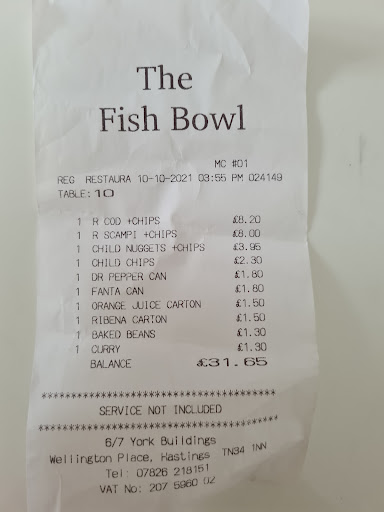 The
Fish Bowl
MC #01
REG RESTAURA 10-10-2021 03:55 PM 024149
TABLE: 10
1 R COD +CHIPS £8.20
1 R SCAMPI +CHIPS £8.00
1 CHILD NUGGETS +CHIPS £3.95
1 CHILD CHIPS £2.30
1 DR PEPPER CAN £1.80
1 FANTA CAN £1.80
1 ORANGE JUICE CARTON £1.50
1 RIBENA CARTON £1.50
1 BAKED BEANS £1.30
1 CURRY £1.30
BALANCE £31.65
****************************************
SERVICE NOT INCLUDED
****************************************
6/7 York Buildings
Wellington Place, Hastings TN34 1NN
Tel: 07826 218151
VAT No: 207 5960 02